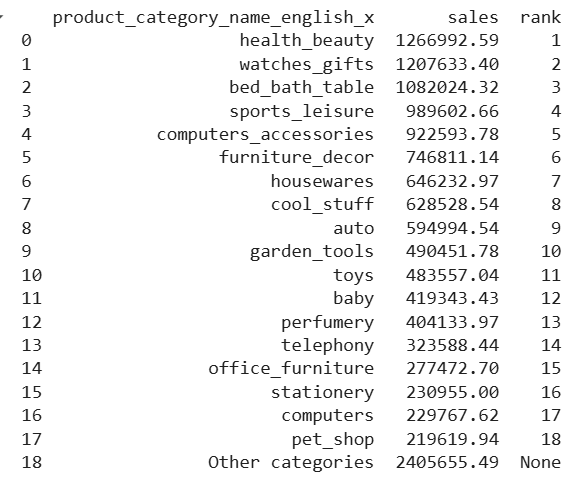 product_category_name_english_x sales rank
0 health_beauty 1266992.59 1
1 watches_gifts 1207633.40 2
2 bed_bath_table 1082024.32 3
3 sports_leisure 989602.66 4
4 computers_accessories 922593.78 5
5 furniture_decor 746811.14 6
6 housewares 646232.97 7
7 cool_stuff 628528.54 8
8 auto 594994.54 9
9 garden_tools 490451.78 10
10 toys 483557.04 11
11 baby 419343.43 12
12 perfumery 404133.97 13
13 telephony 323588.44 14
14 office_furniture 277472.70 15
15 stationery 230955.00 16
16 computers 229767.62 17
17 pet_shop 219619.94 18
18 Other categories 2405655.49 None